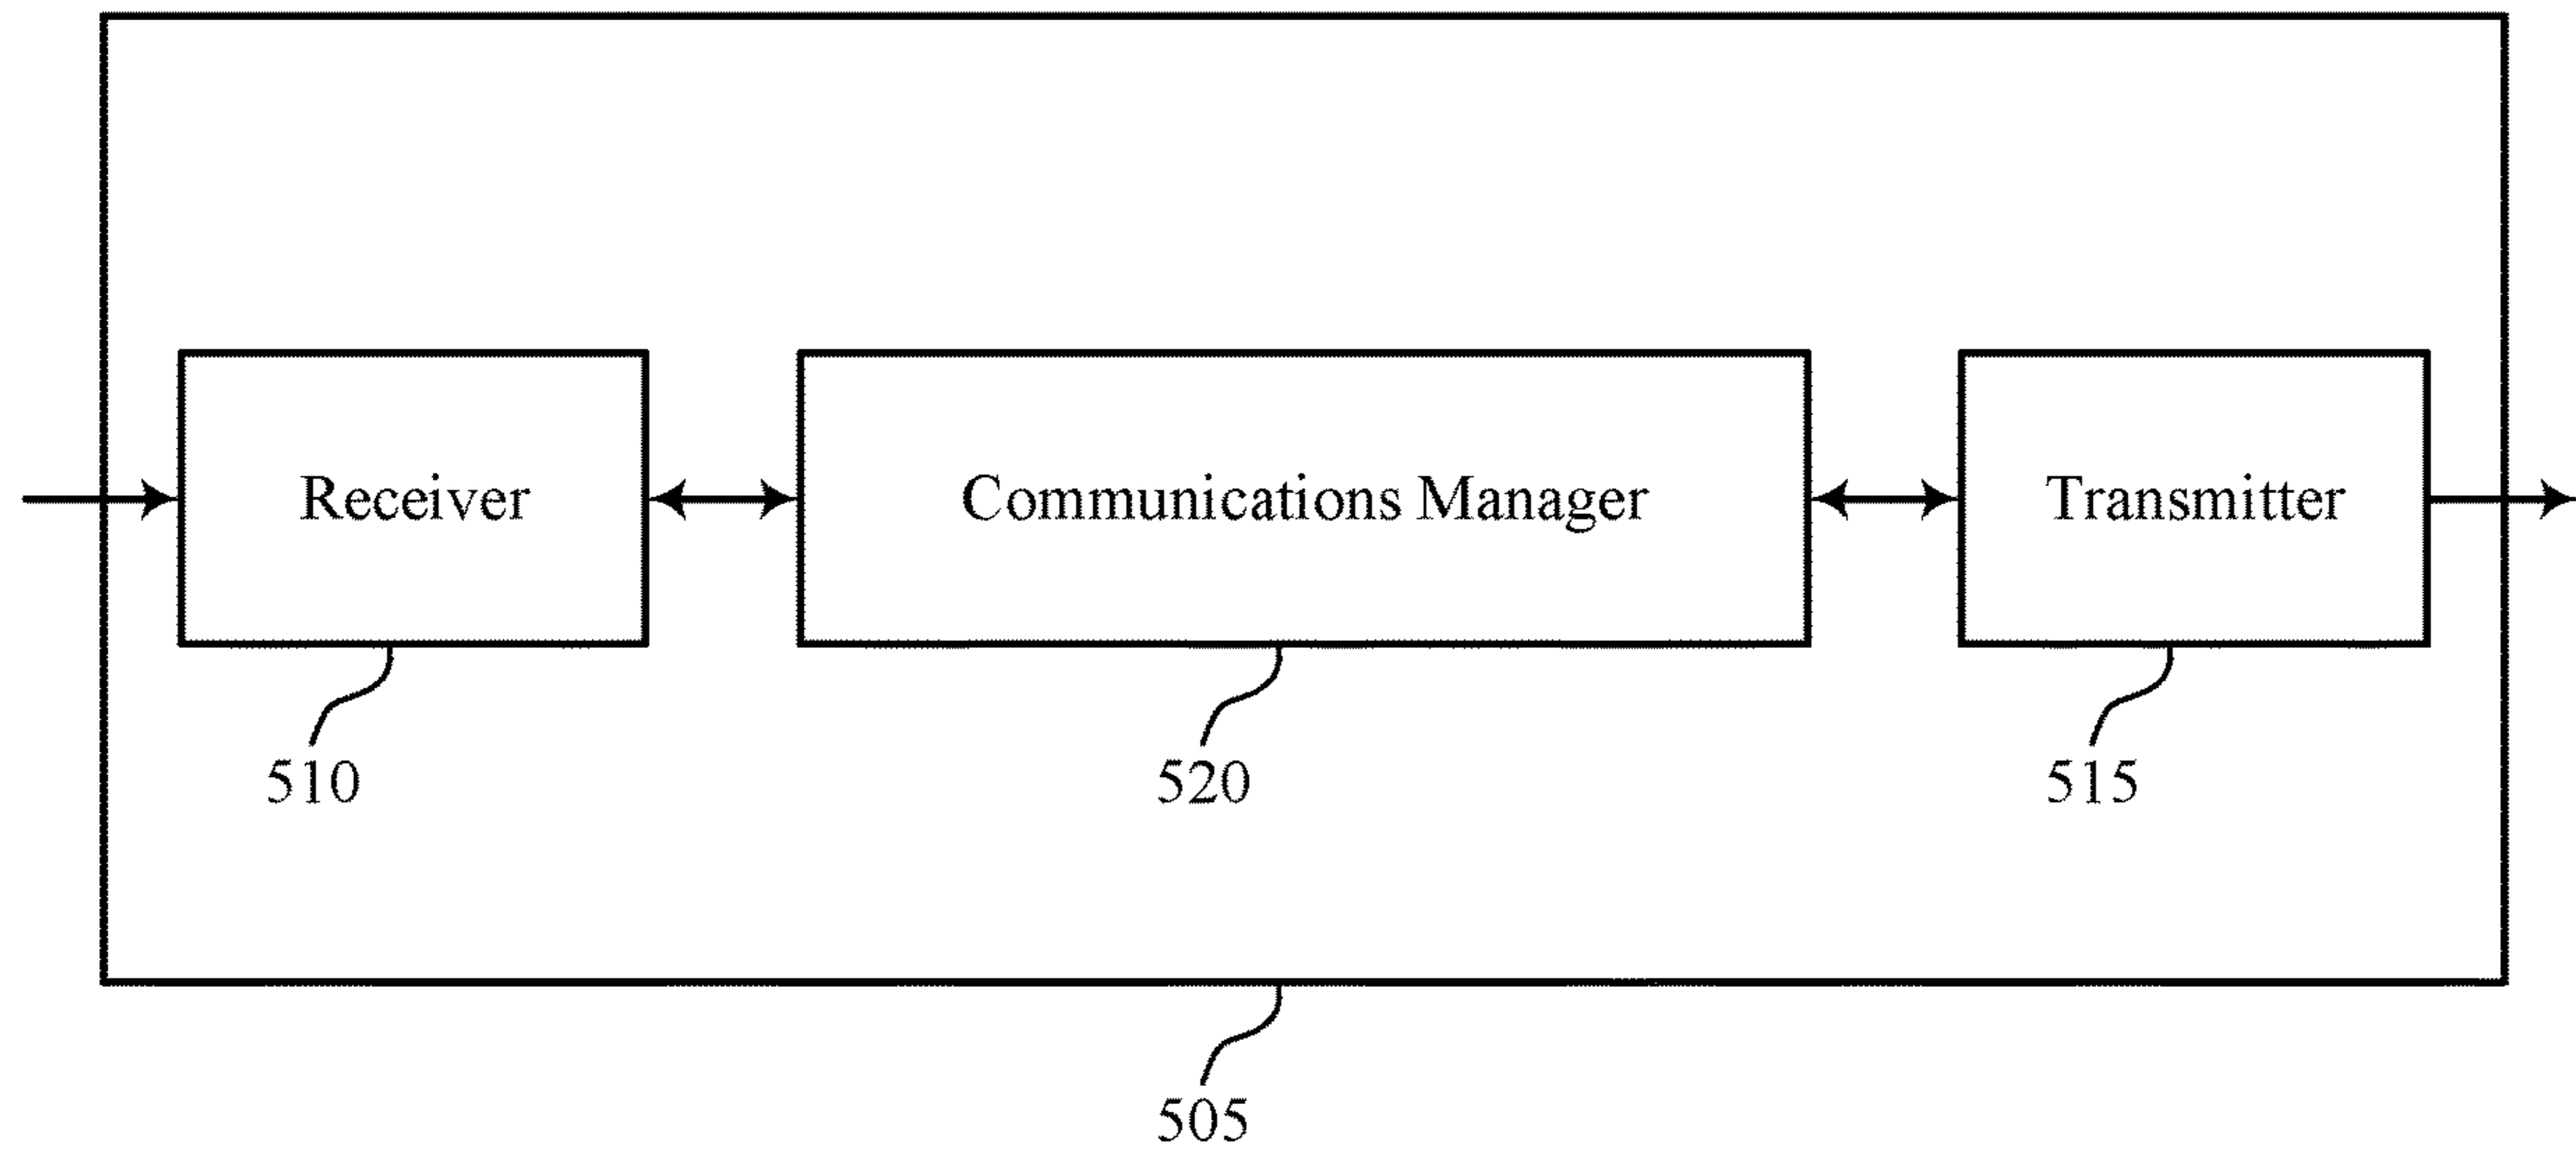 Receiver
Communications Manager
Transmitter
510
520
515
505